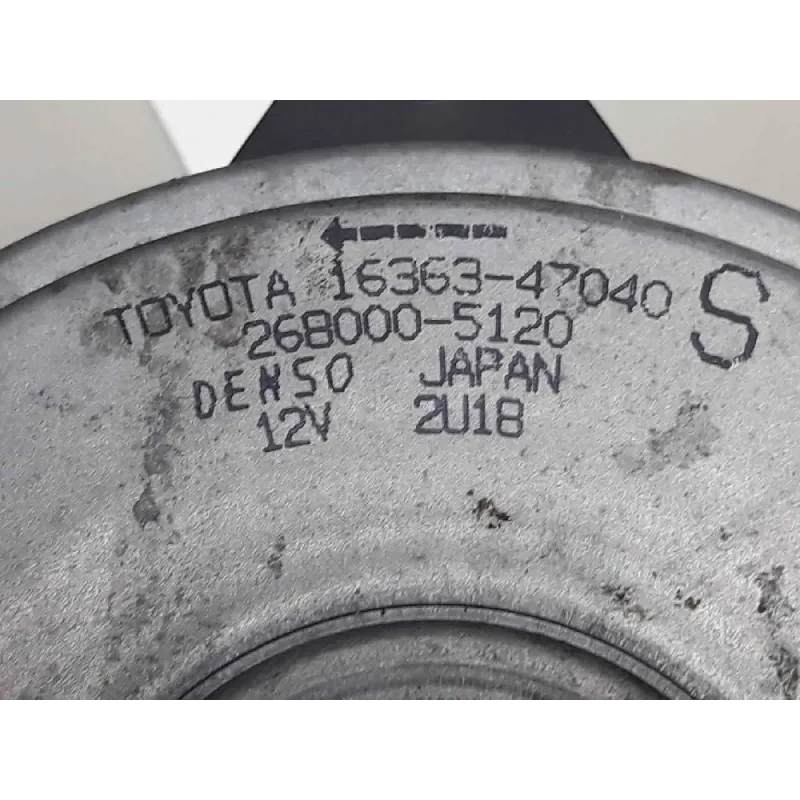 TOYOTA 16363-47040 S
268000-5120
DENSO JAPAN
12V 2U18